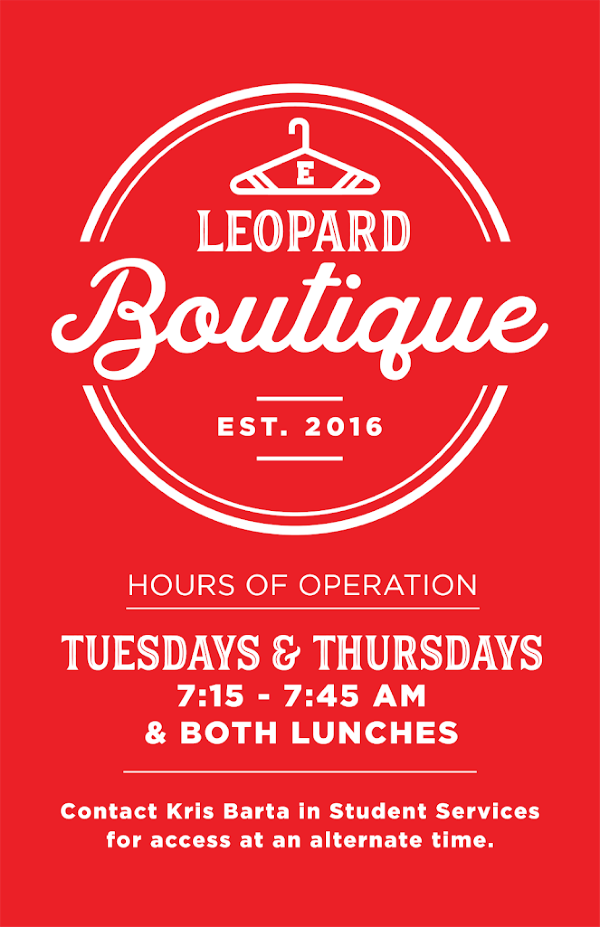 E
LEOPARD
Boutique
EST. 2016
HOURS OF OPERATION
TUESDAYS & THURSDAYS
7:15 - 7:45 AM
& BOTH LUNCHES
Contact Kris Barta in Student Services
for access at an alternate time.